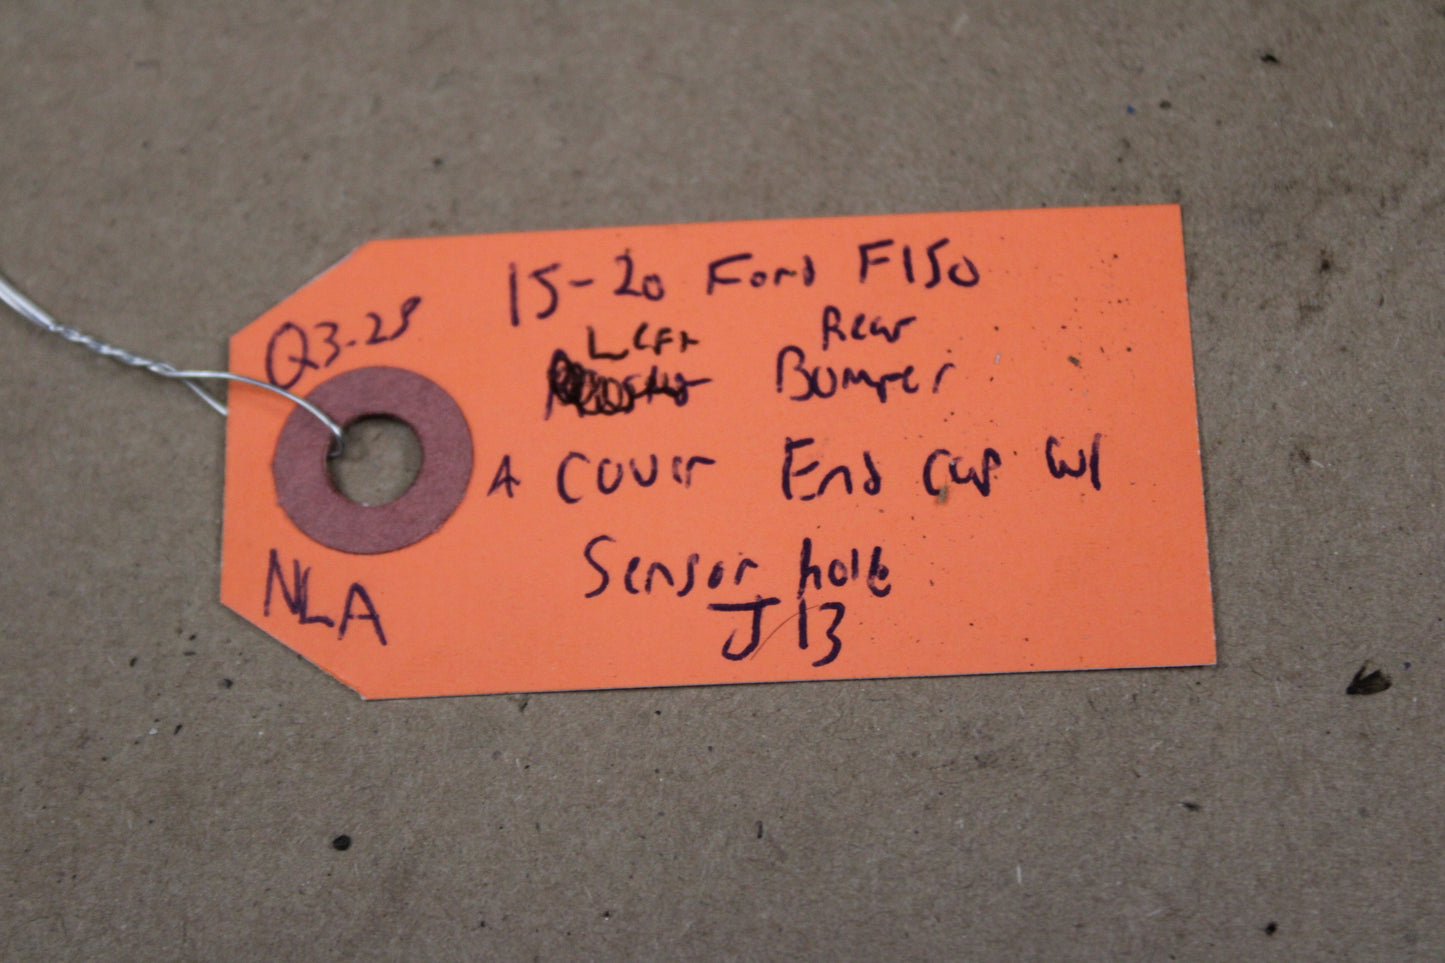 15-20 Ford F150
Q3-28
Left Rear
Bumper
A cover End cap w/
Sensor hole
NLA
J13